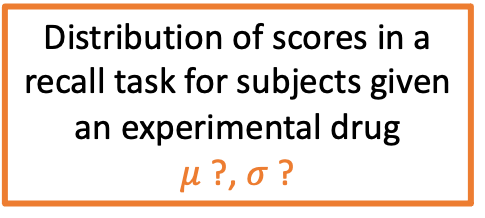 Distribution of scores in a
recall task for subjects given
an experimental drug
μ ?, σ ?